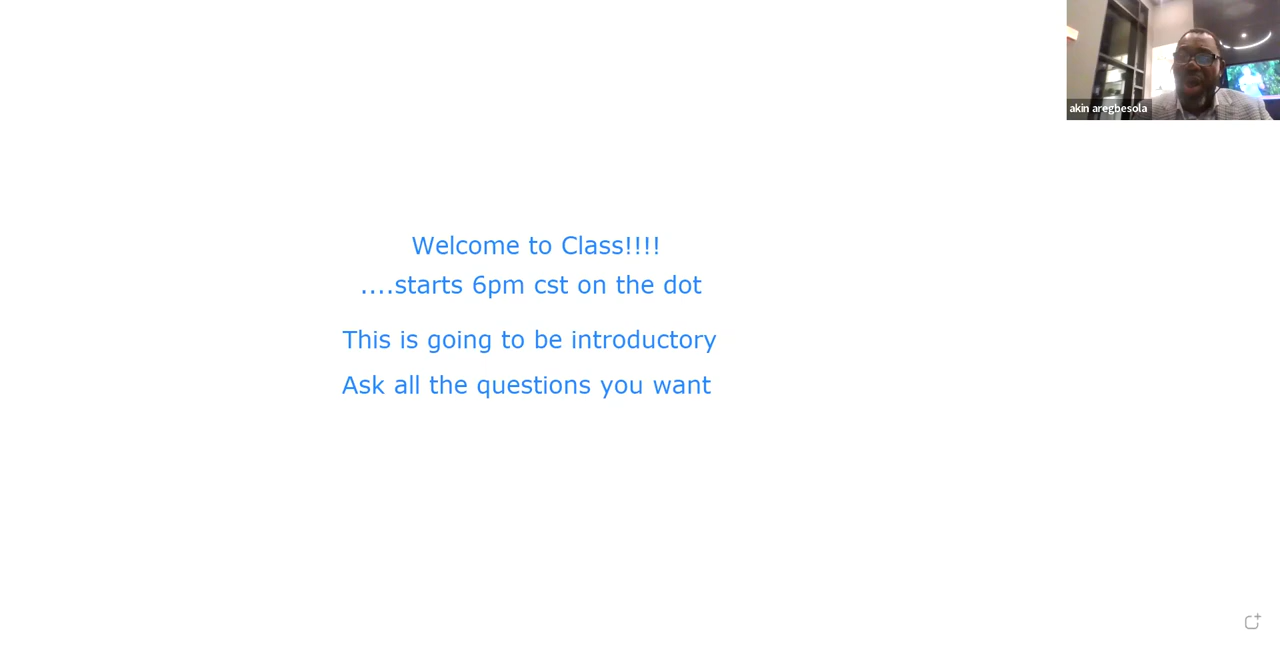 akin aregbesola
Welcome to Class!!!!
....starts 6pm cst on the dot
This is going to be introductory
Ask all the questions you want